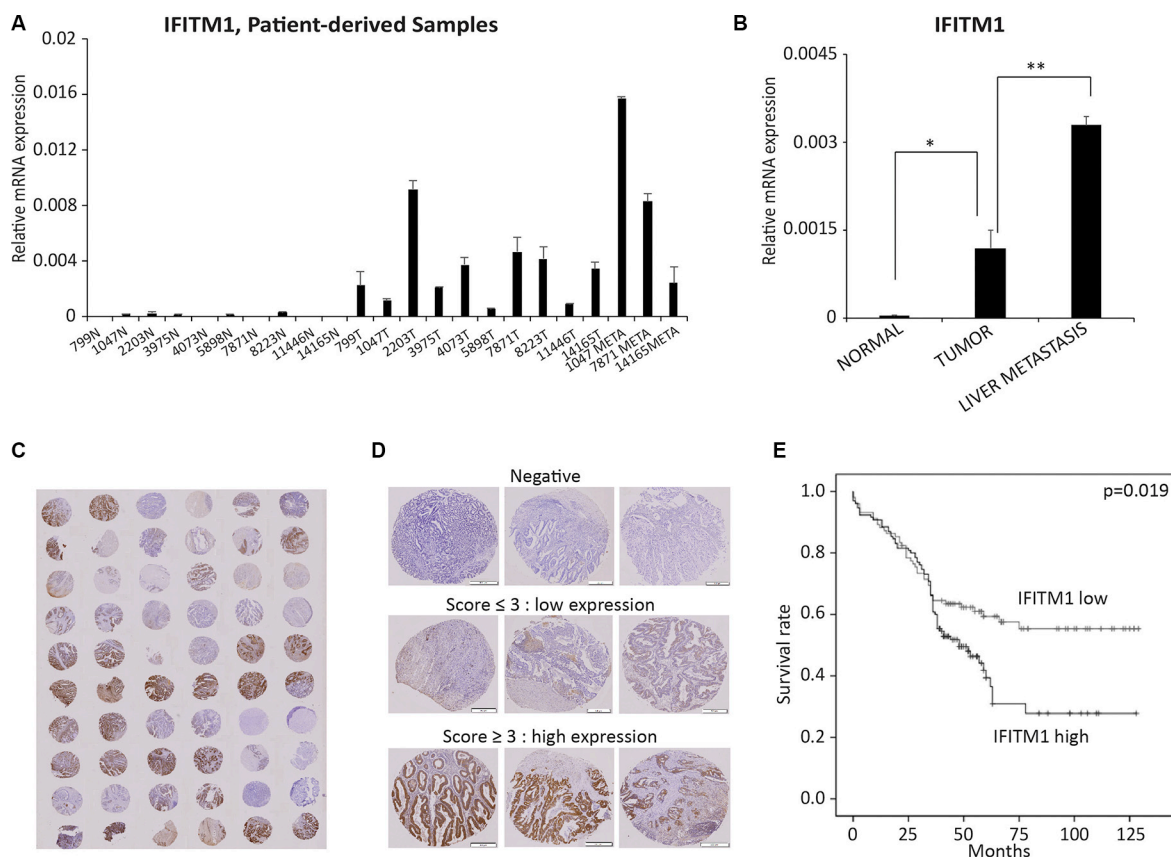 A
IFITM1, Patient-derived Samples
Relative mRNA expression
0.02
0.016
0.012
0.008
0.004
0
799N
1047N
2203N
3975N
4073N
5898N
7871N
8223N
11446N
14165N
799T
1047T
2203T
3975T
4073T
5898T
7871T
8223T
11446T
14165T
1047 META
7871 META
14165META
B
IFITM1
Relative mRNA expression
0.0045
0.003
0.0015
0
*
**
NORMAL
TUMOR
LIVER METASTASIS
C
D
Negative
Score ≤ 3 : low expression
Score ≥ 3 : high expression
E
p=0.019
Survival rate
1.0
0.8
0.6
0.4
0.2
0.0
IFITM1 low
IFITM1 high
0 25 50 75 100 125
Months